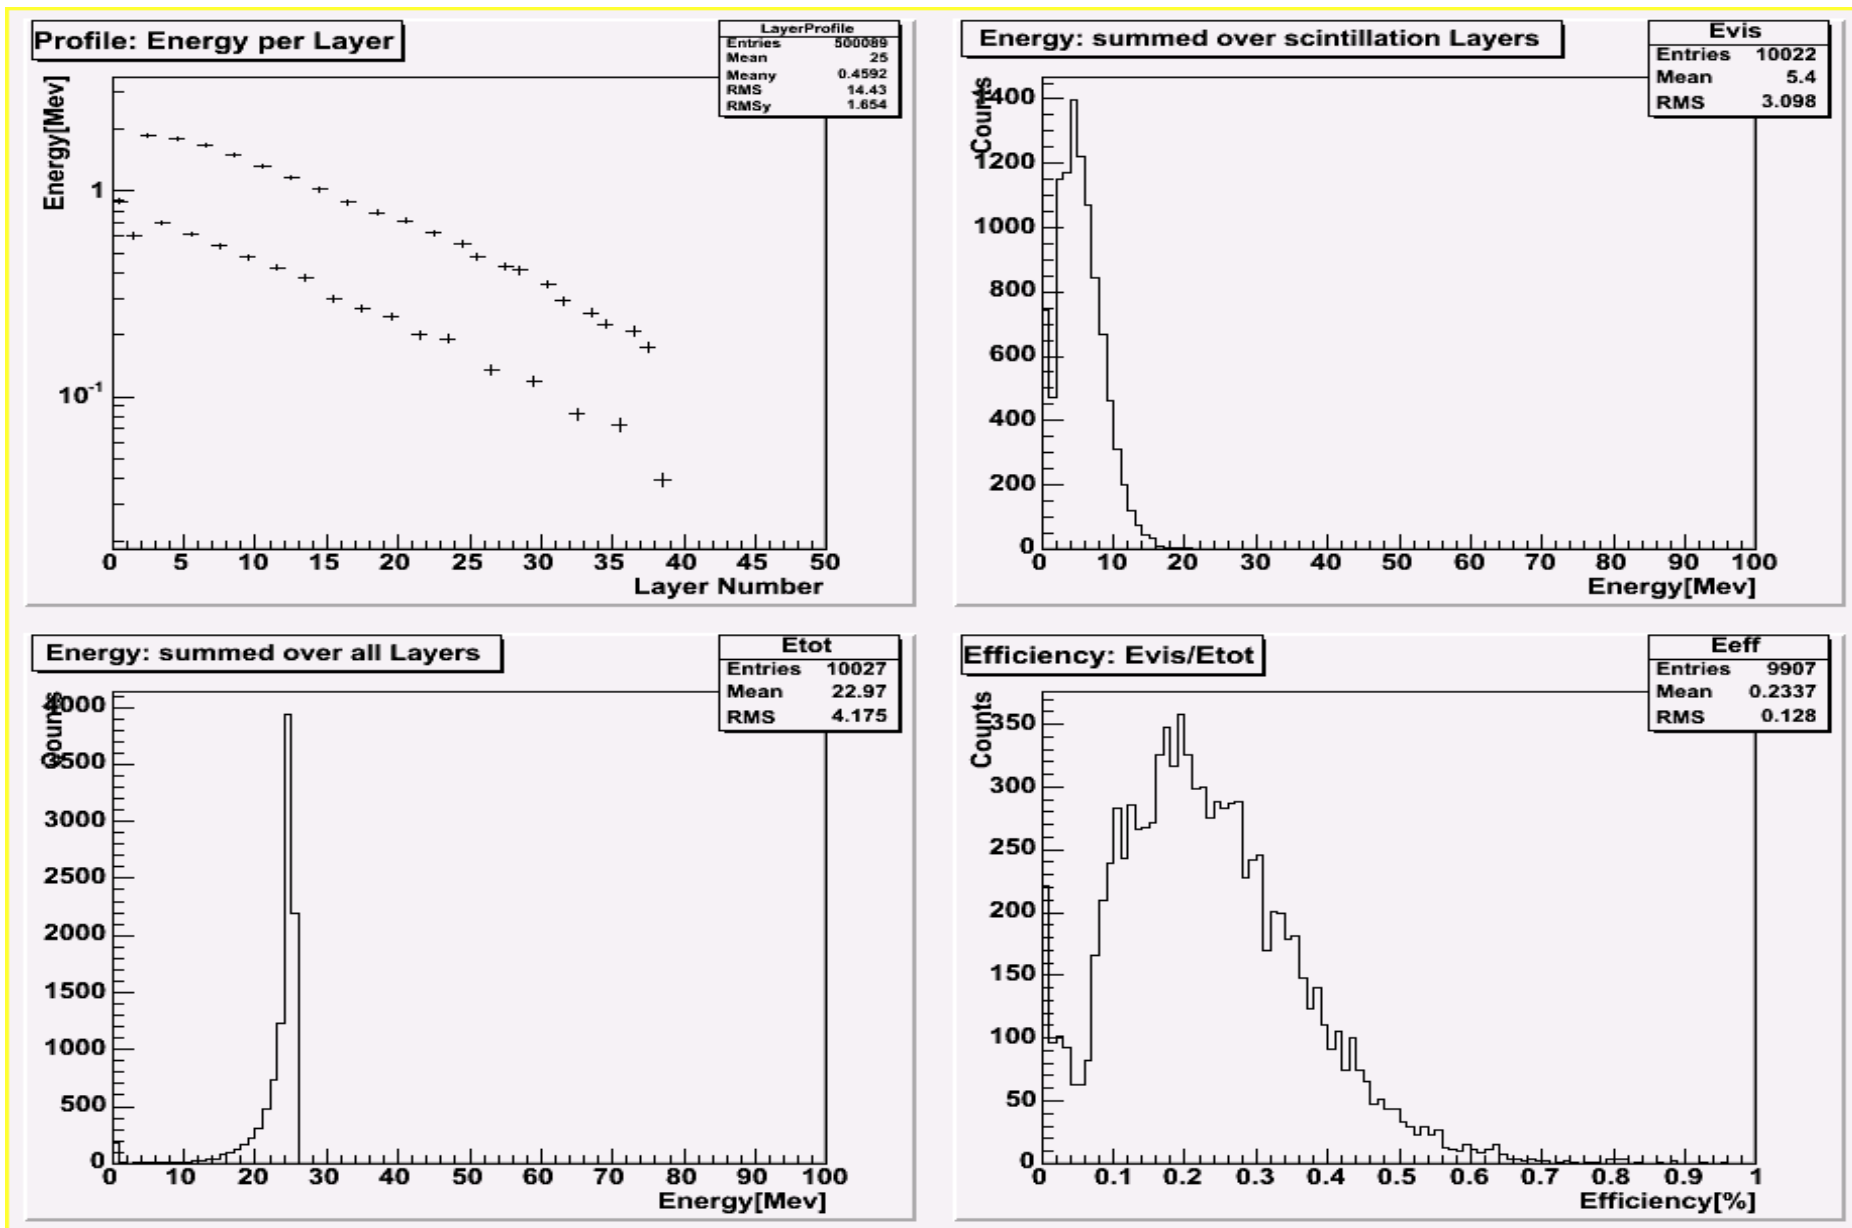 Profile: Energy per Layer
LayerProfile
Entries 500089
Mean 25
Meany 0.4592
RMS 14.43
RMSy 1.654
Energy[Mev]
1
10-1
0 5 10 15 20 25 30 35 40 45 50
Layer Number
Energy: summed over scintillation Layers
Evis
Entries 10022
Mean 5.4
RMS 3.098
Counts
1400
1200
1000
800
600
400
200
0
0 10 20 30 40 50 60 70 80 90 100
Energy[Mev]
Energy: summed over all Layers
Etot
Entries 10027
Mean 22.97
RMS 4.175
Counts
4000
3500
3000
2500
2000
1500
1000
500
0
0 10 20 30 40 50 60 70 80 90 100
Energy[Mev]
Efficiency: Evis/Etot
Eeff
Entries 9907
Mean 0.2337
RMS 0.128
Counts
350
300
250
200
150
100
50
0
0 0.1 0.2 0.3 0.4 0.5 0.6 0.7 0.8 0.9 1
Efficiency[%]